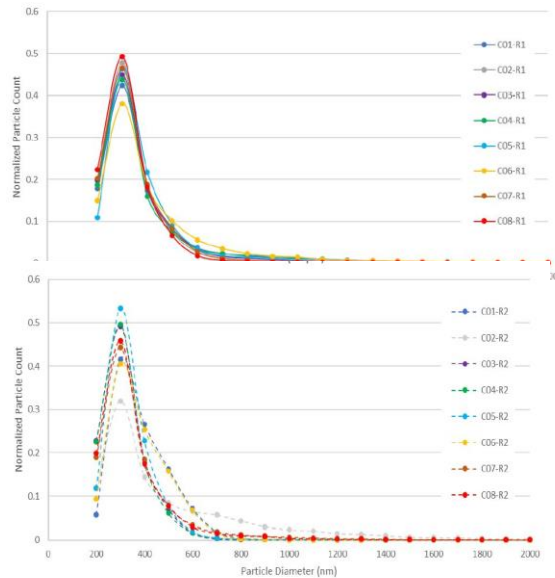 0.6
0.5
0.4
0.3
0.2
0.1
0
Normalized Particle Count
C01-R1
C02-R1
C03-R1
C04-R1
C05-R1
C06-R1
C07-R1
C08-R1
0.6
0.5
0.4
0.3
0.2
0.1
0
Normalized Particle Count
C01-R2
C02-R2
C03-R2
C04-R2
C05-R2
C06-R2
C07-R2
C08-R2
0 200 400 600 800 1000 1200 1400 1600 1800 2000
Particle Diameter (nm)